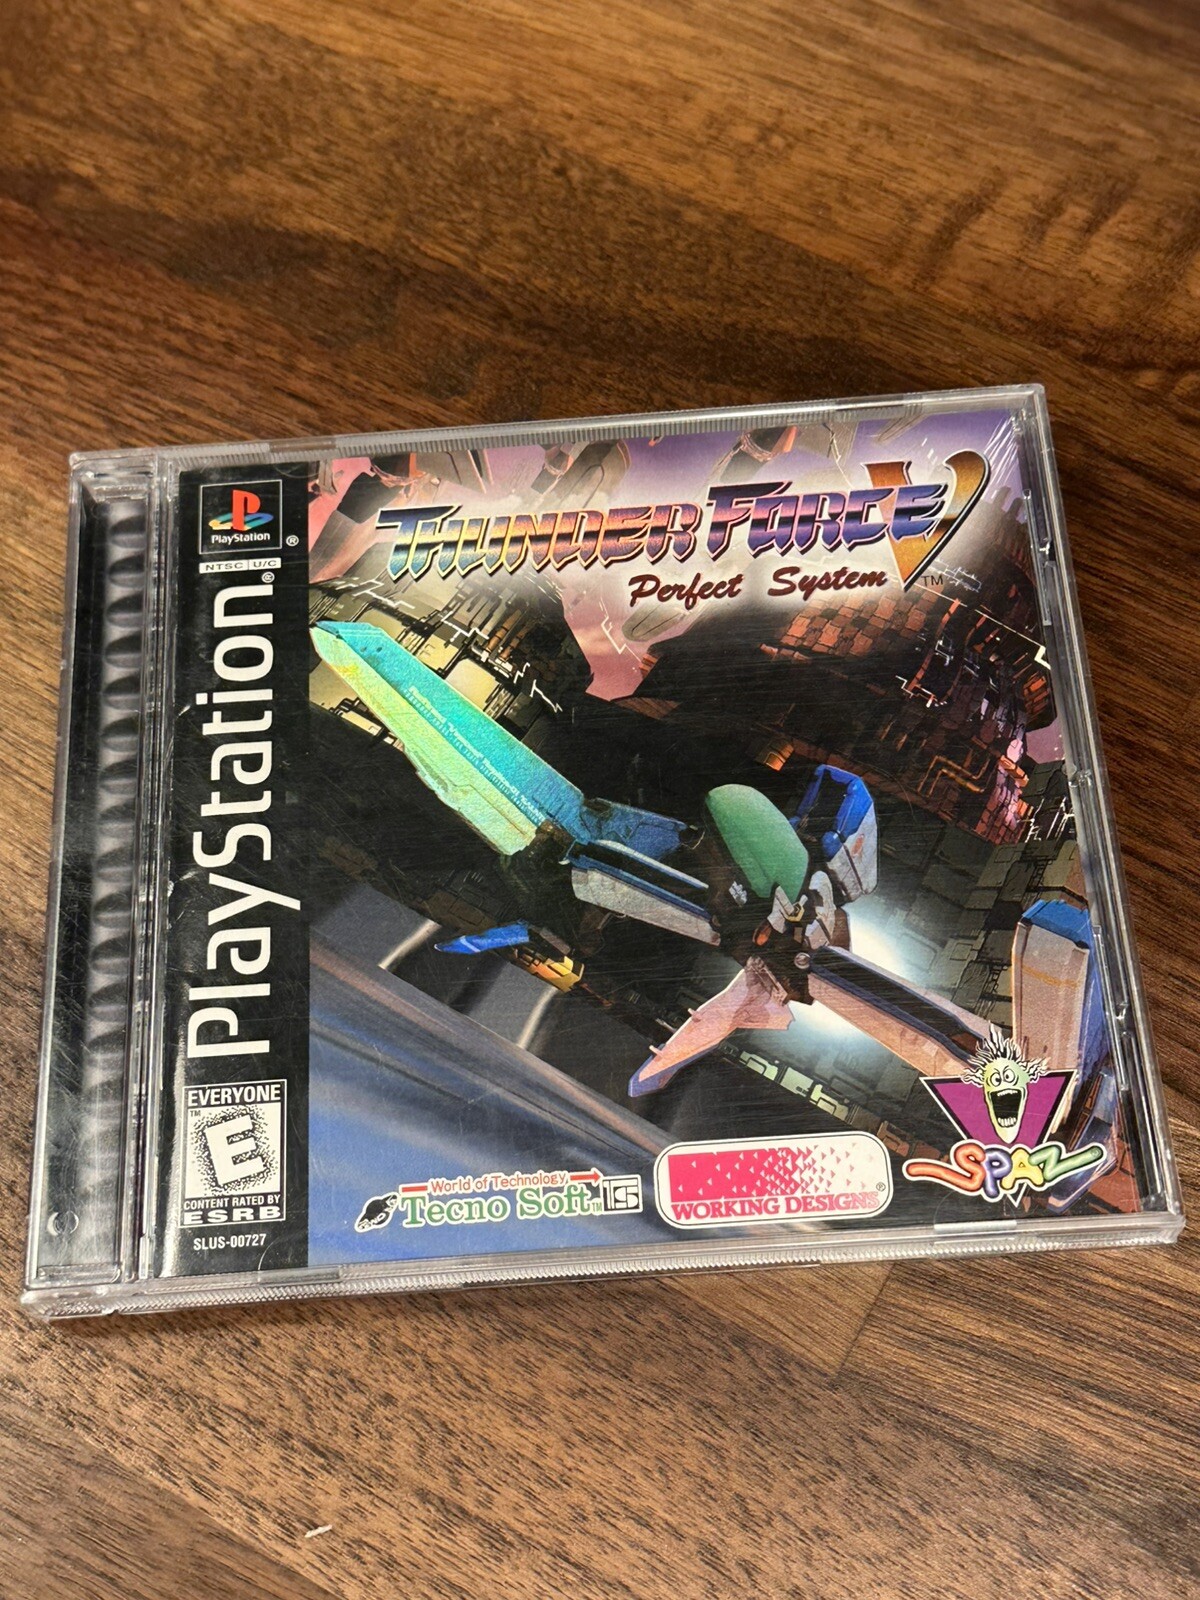 PlayStation
NTSC U/C
PlayStation
THUNDER FORCE V
Perfect System
EVERYONE
E
CONTENT RATED BY
ESRB
SLUS-00727
World of Technology
Tecno Soft
WORKING DESIGNS
SPAZ